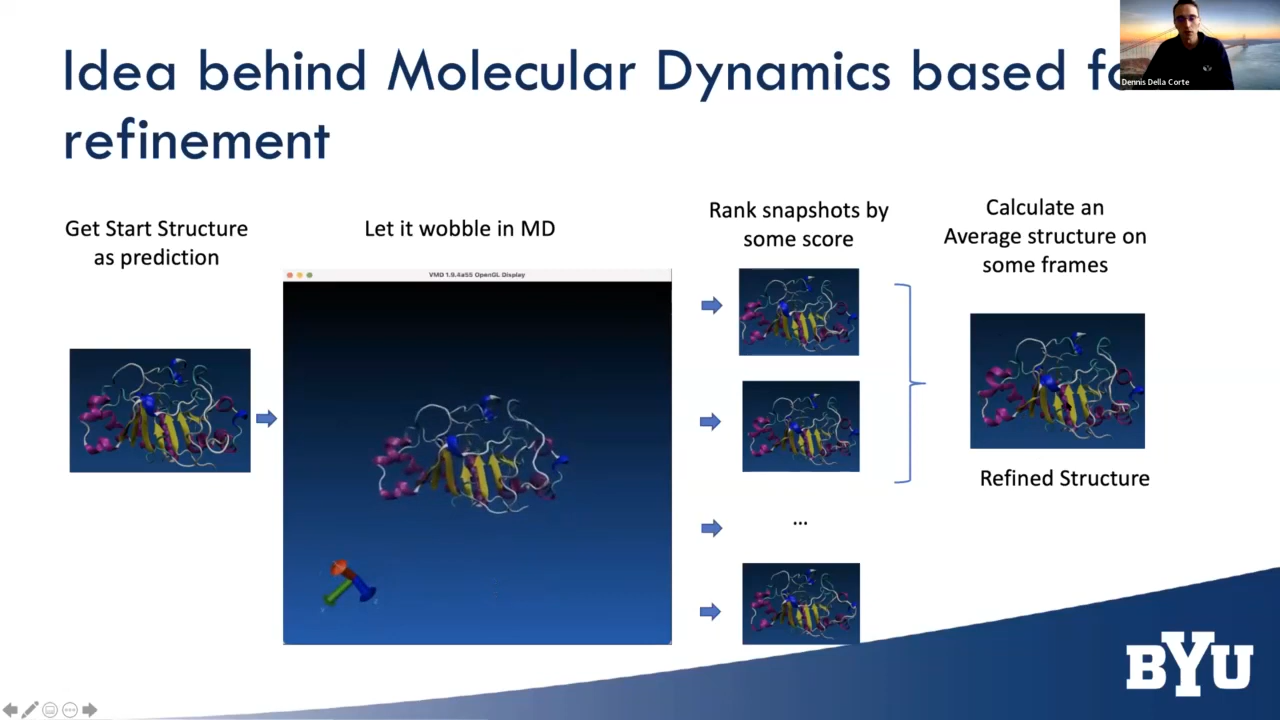 Idea behind Molecular Dynamics based
refinement
Dennis Della Corte
Get Start Structure
as prediction
Let it wobble in MD
VMD 1.9.4a55 OpenGL Display
Rank snapshots by
some score
...
Calculate an
Average structure on
some frames
Refined Structure
BYU